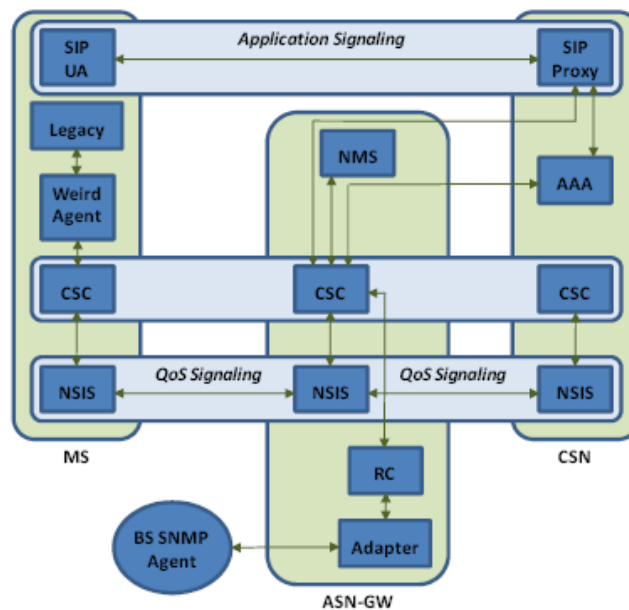 SIP
UA
Application Signaling
SIP
Proxy
Legacy
NMS
Weird
Agent
AAA
CSC
CSC
CSC
QoS Signaling
QoS Signaling
NSIS
NSIS
NSIS
MS
CSN
RC
BS SNMP
Agent
Adapter
ASN-GW